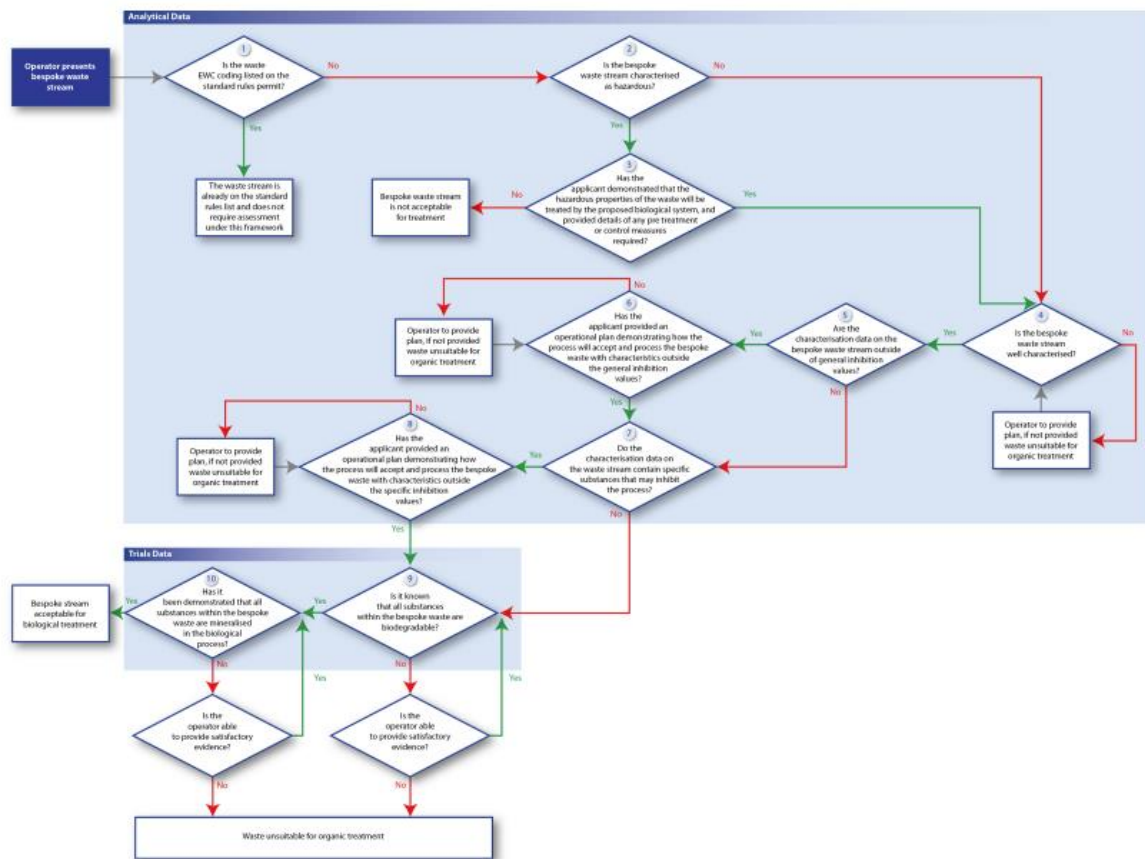 Analytical Data
Operator presents
bespoke waste
stream
1
Is the waste
EWC coding listed on the
standard rules permit?
No
Yes
The waste stream is
already on the standard
rules list and does not
require assessment
under this framework
2
Is the bespoke
waste stream characterised
as hazardous?
No
Yes
3
Has the
applicant demonstrated that the
hazardous properties of the waste will be
treated by the proposed biological system, and
provided details of any pre treatment
or control measures
required?
No
Yes
Bespoke waste stream
is not acceptable
for treatment
4
Is the bespoke
waste stream
well characterised?
No
Yes
Operator to provide
plan, if not provided
waste unsuitable for
organic treatment
5
Are the
characterisation data on the
bespoke waste stream outside
of general inhibition
values?
Yes
No
6
Has the
applicant provided an
operational plan demonstrating how the
process will accept and process the bespoke
waste with characteristics outside
the general inhibition
values?
No
Yes
Operator to provide
plan, if not provided
waste unsuitable for
organic treatment
7
Do the
characterisation data on
the waste stream contain specific
substances that may inhibit
the process?
Yes
No
8
Has the
applicant provided an
operational plan demonstrating how
the process will accept and process the bespoke
waste with characteristics outside
the specific inhibition
values?
No
Yes
Operator to provide
plan, if not provided
waste unsuitable for
organic treatment
Trials Data
9
Is it known
that all substances
within the bespoke waste are
biodegradable?
Yes
No
10
Has it
been demonstrated that all
substances within the bespoke
waste are mineralised
in the biological
process?
Yes
No
Bespoke stream
acceptable for
biological treatment
Is the
operator able
to provide satisfactory
evidence?
Yes
No
Is the
operator able
to provide satisfactory
evidence?
Yes
No
Waste unsuitable for organic treatment